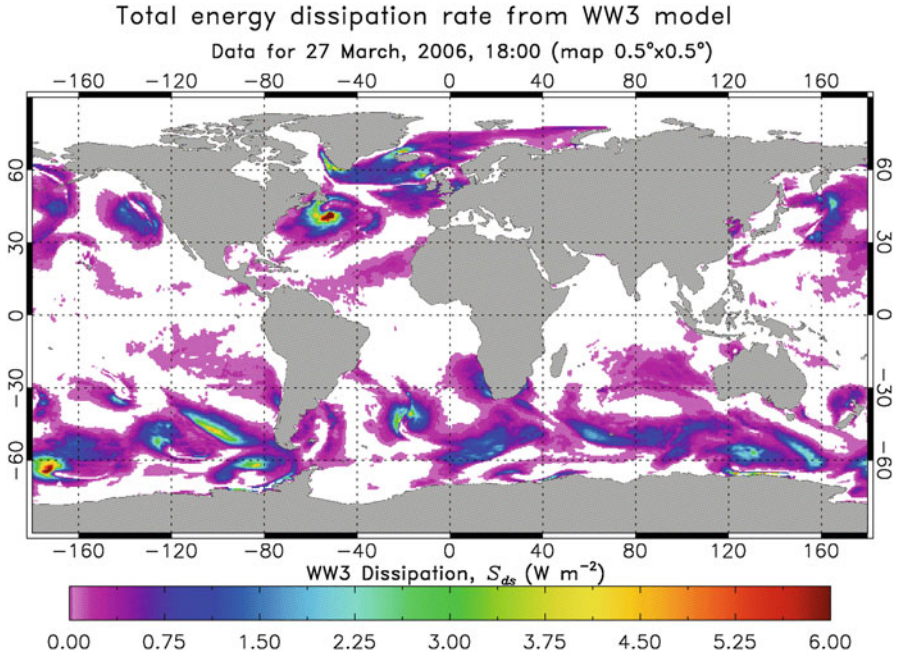 Total energy dissipation rate from WW3 model
Data for 27 March, 2006, 18:00 (map 0.5°x0.5°)
−160 −120 −80 −40 0 40 80 120 160
60 60
30 30
0 0
−30 −30
−60 −60
−160 −120 −80 −40 0 40 80 120 160
WW3 Dissipation, S_ds (W m⁻²)
0.00 0.75 1.50 2.25 3.00 3.75 4.50 5.25 6.00